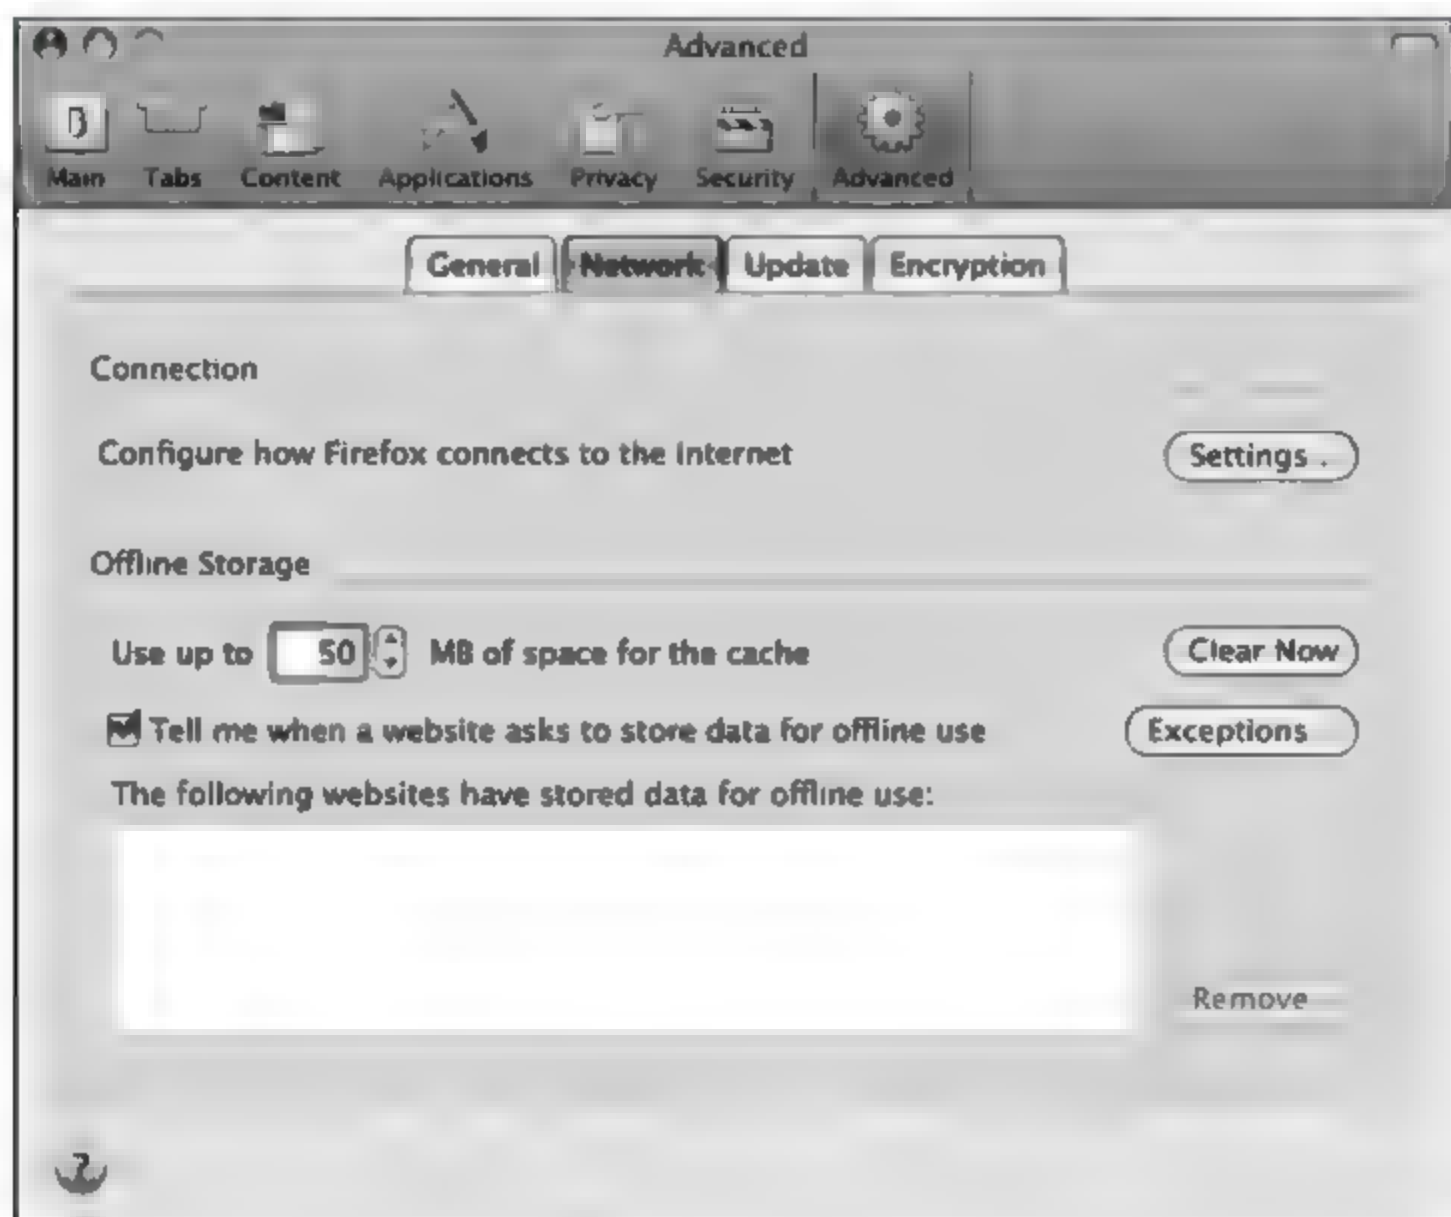 Advanced
Main Tabs Content Applications Privacy Security Advanced
General Network Update Encryption
Connection
Configure how Firefox connects to the Internet Settings .
Offline Storage
Use up to 50 MB of space for the cache Clear Now
Tell me when a website asks to store data for offline use Exceptions
The following websites have stored data for offline use:
Remove
?